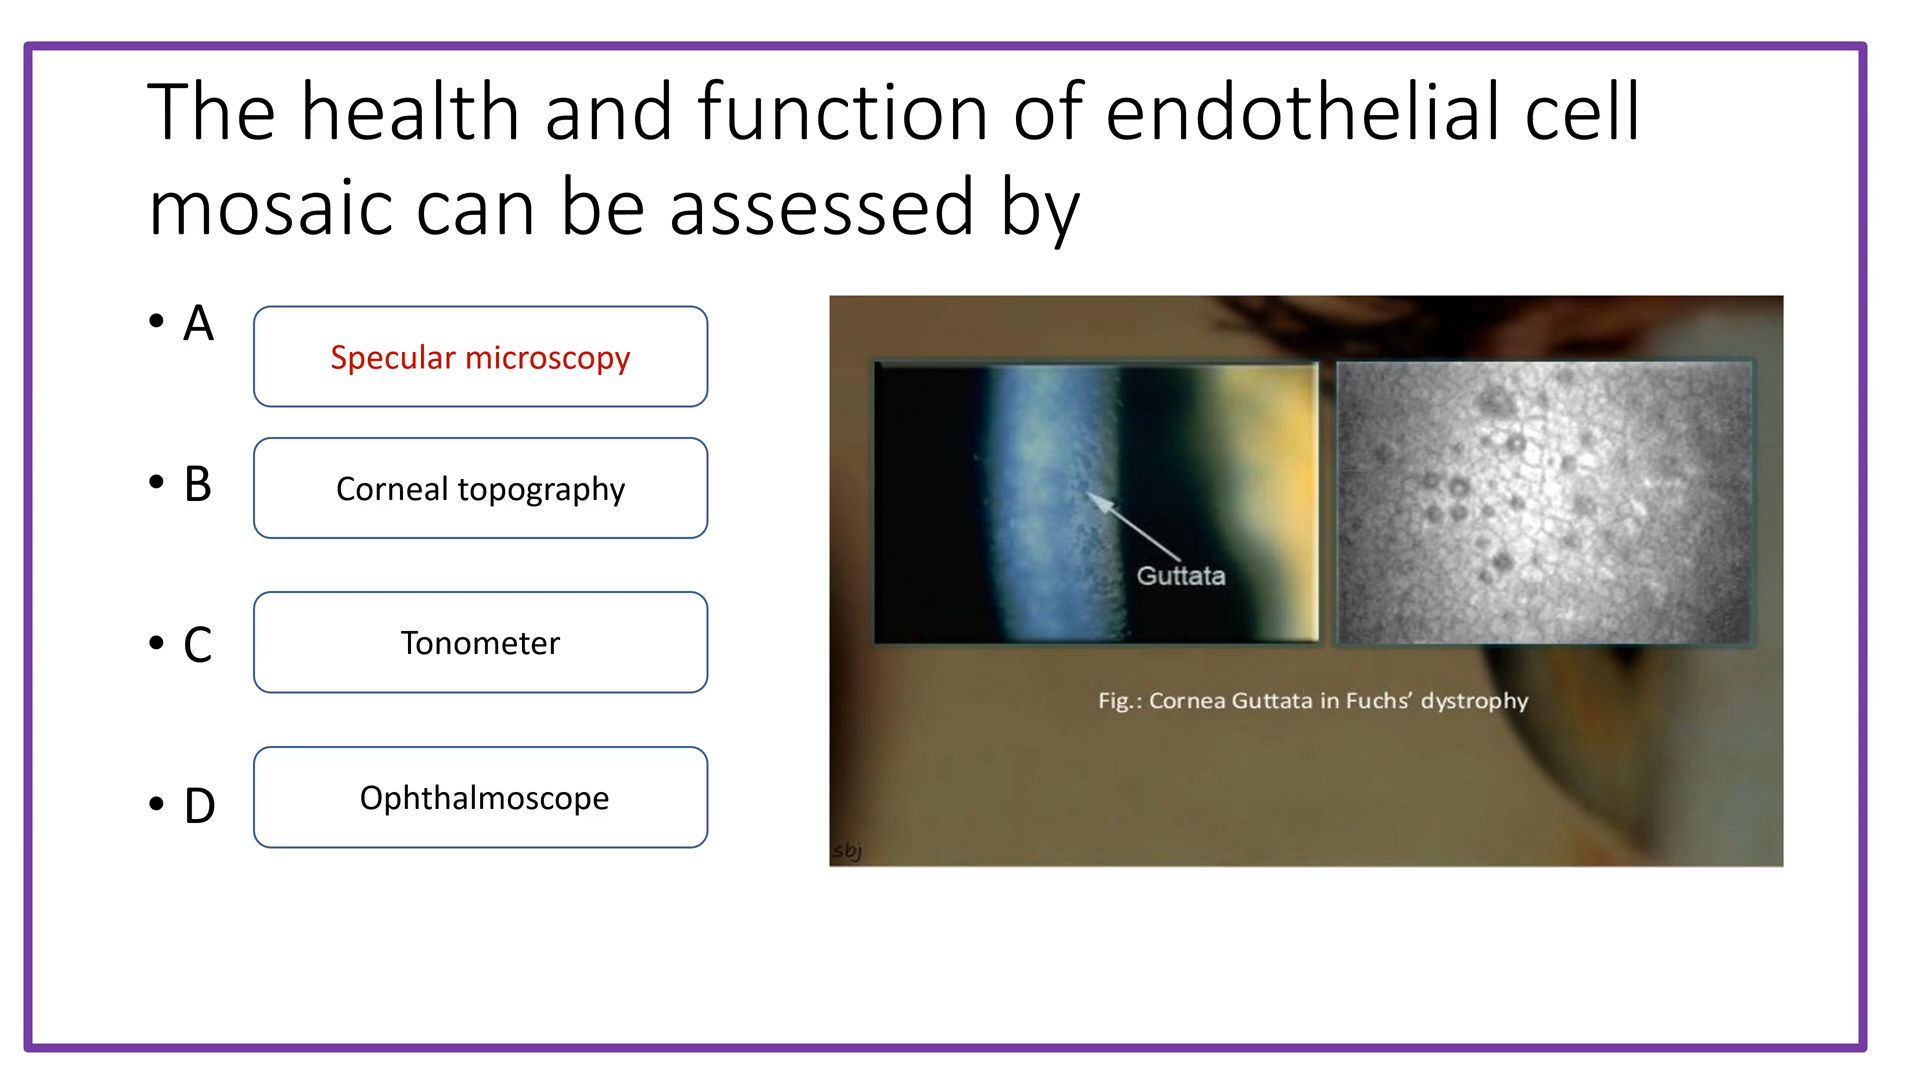 The health and function of endothelial cell
mosaic can be assessed by
• A
Specular microscopy
• B
Corneal topography
• C
Tonometer
• D
Ophthalmoscope
Guttata
Fig.: Cornea Guttata in Fuchs’ dystrophy
sbj